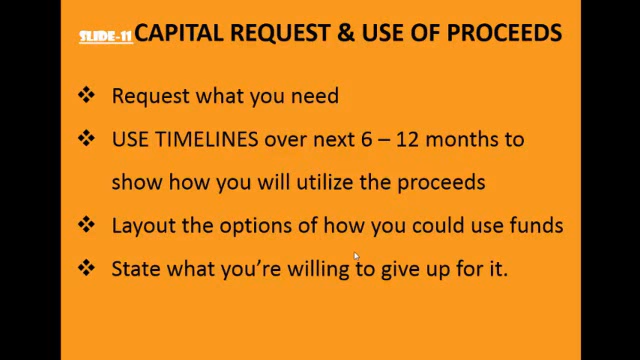 SLIDE-11 CAPITAL REQUEST & USE OF PROCEEDS
❖ Request what you need
❖ USE TIMELINES over next 6 – 12 months to
show how you will utilize the proceeds
❖ Layout the options of how you could use funds
❖ State what you’re willing to give up for it.